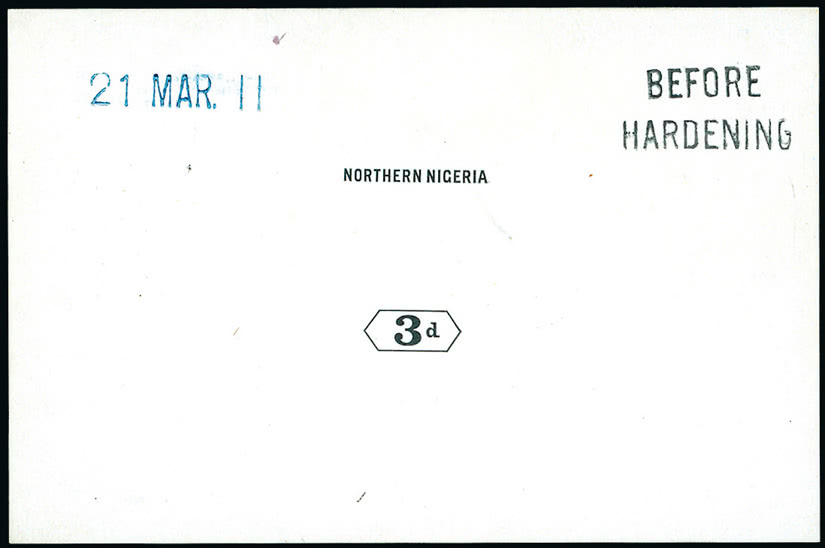 21 MAR. 11
BEFORE
HARDENING
NORTHERN NIGERIA
3d